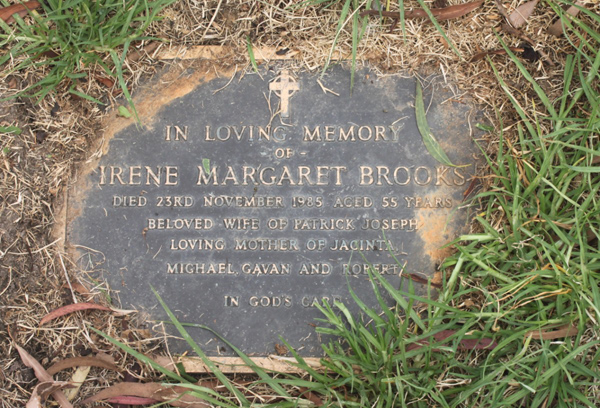 IN LOVING MEMORY
OF
IRENE MARGARET BROOKS
DIED 23RD NOVEMBER 1985 AGED 55 YEARS
BELOVED WIFE OF PATRICK JOSEPH
LOVING MOTHER OF JACINTA,
MICHAEL, GAVAN AND ROBERT
IN GOD'S CARE